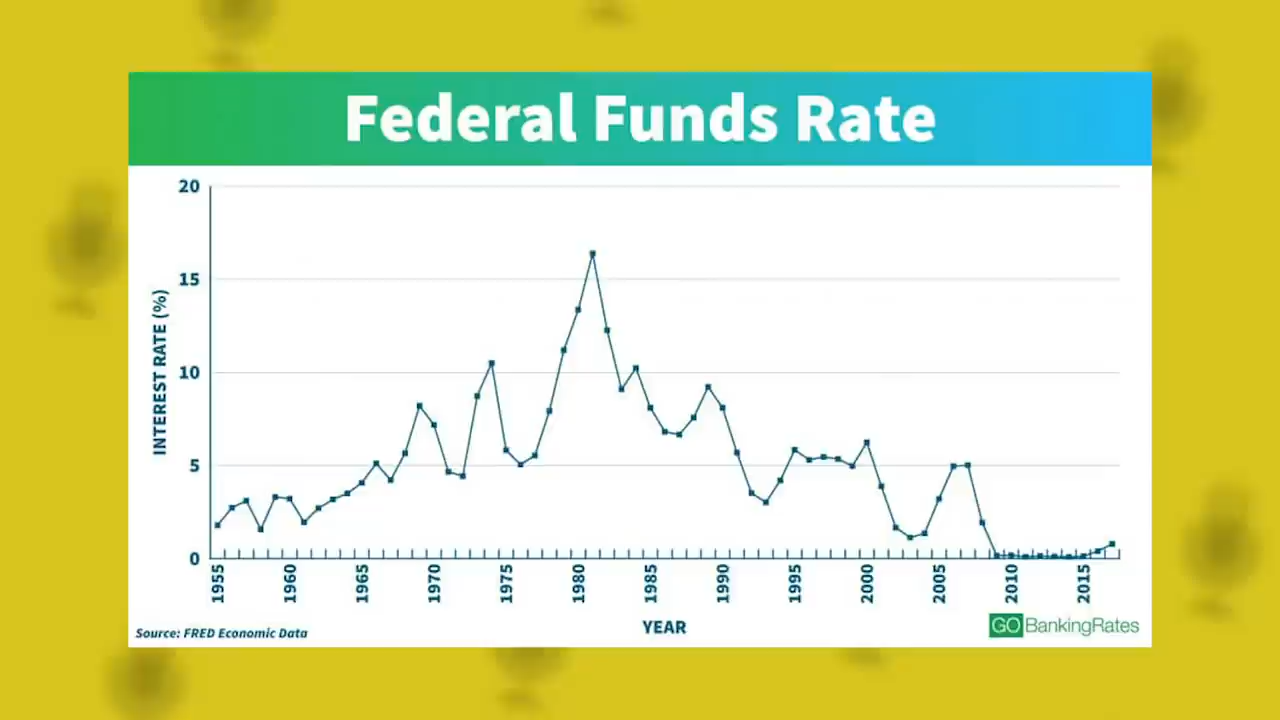 Federal Funds Rate
INTEREST RATE (%)
20
15
10
5
0
1955 1960 1965 1970 1975 1980 1985 1990 1995 2000 2005 2010 2015
YEAR
Source: FRED Economic Data
GOBankingRates